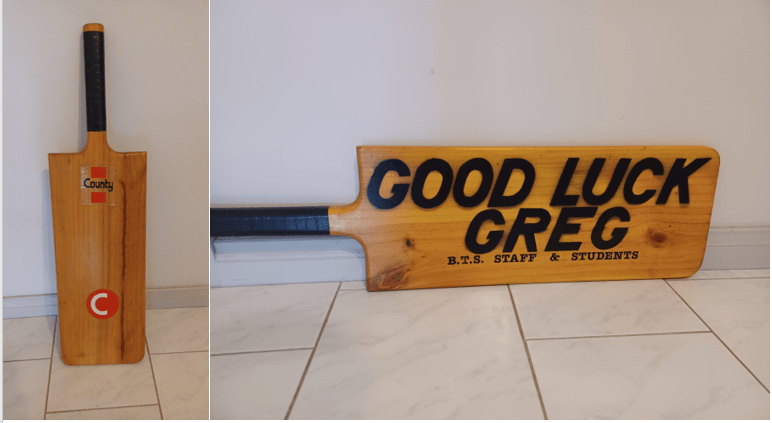 County
C
GOOD LUCK
GREG
B.T.S. STAFF & STUDENTS